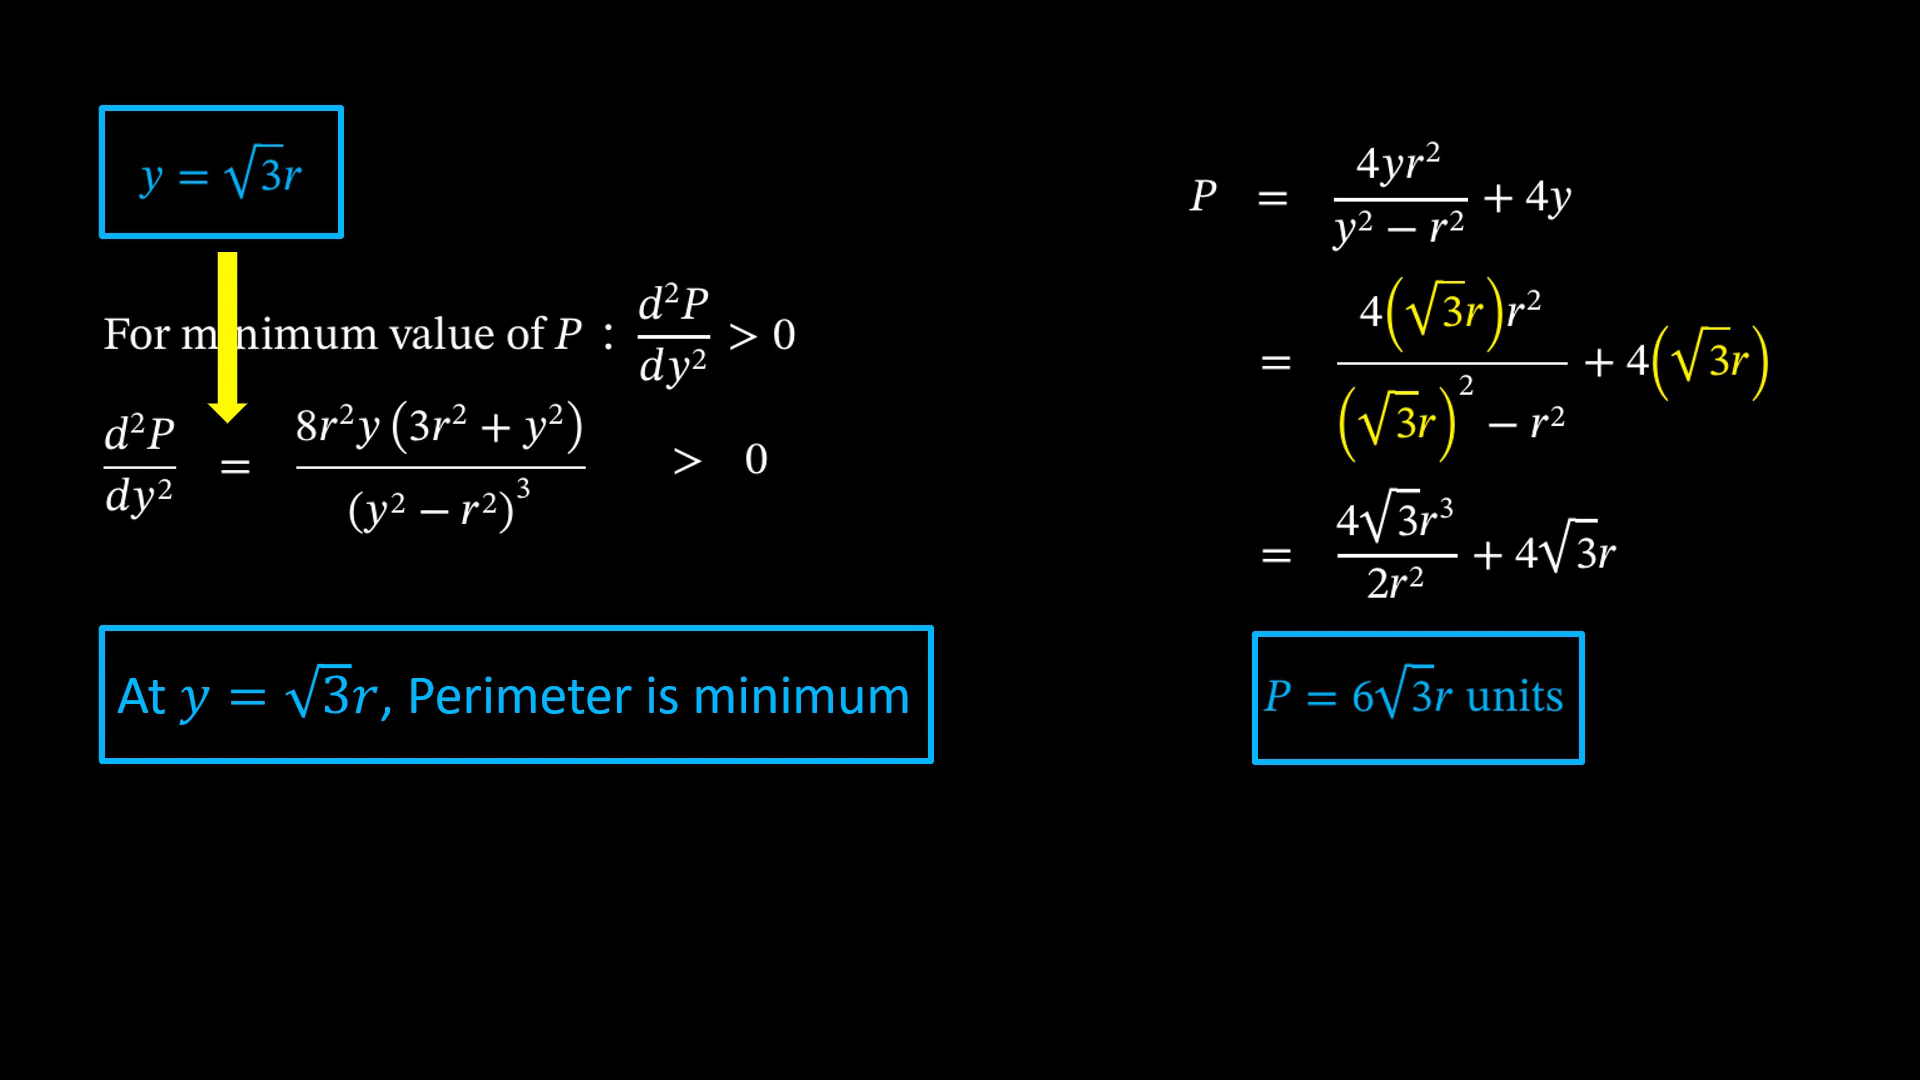 y = √3r
For minimum value of P : d²P/dy² > 0
d²P/dy² = 8r²y (3r² + y²)/(y² − r²)³ > 0
At y = √3r, Perimeter is minimum
P = 4yr²/(y² − r²) + 4y
= 4(√3r)r²/((√3r)² − r²) + 4(√3r)
= 4√3r³/2r² + 4√3r
P = 6√3r units